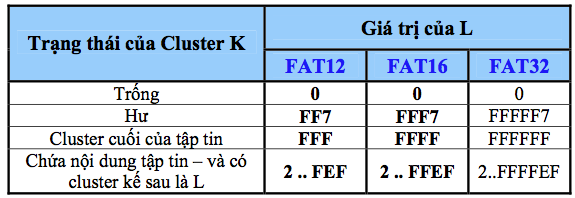 Trạng thái của Cluster K
Giá trị của L
FAT12 FAT16 FAT32
Trống 0 0 0
Hư FF7 FFF7 FFFFF7
Cluster cuối của tập tin FFF FFFF FFFFFF
Chứa nội dung tập tin – và có
cluster kế sau là L
2 .. FEF 2 .. FFEF 2..FFFFEF